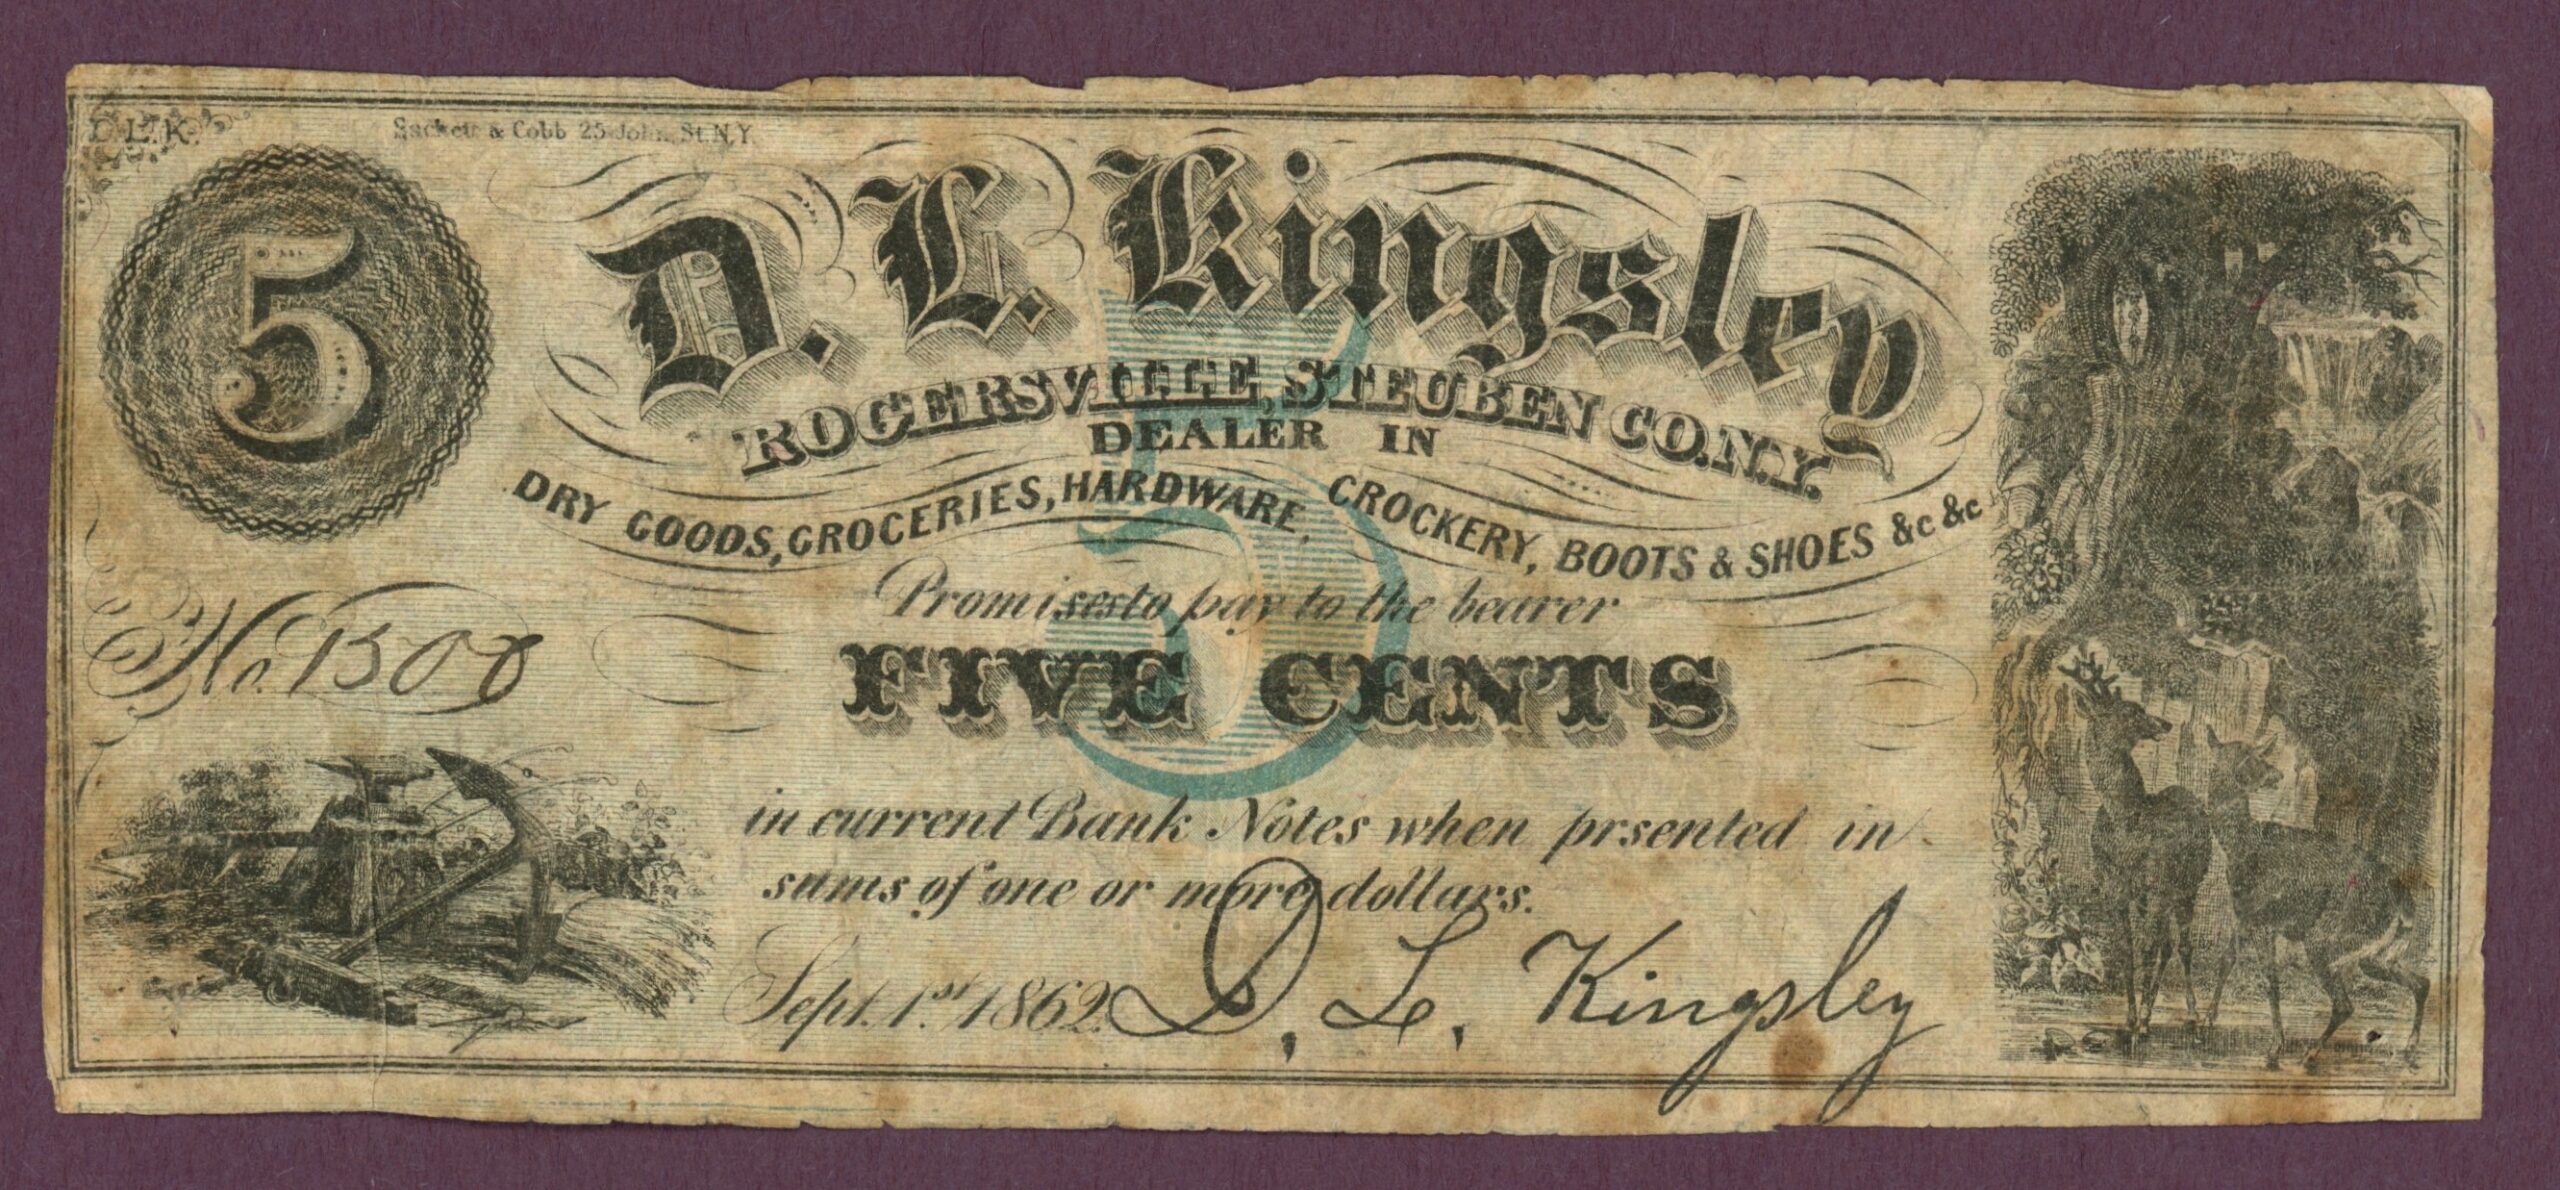 D.L.K.
Sackett & Cobb 25 John St. N.Y.
5
D. L. Kingsley
ROGERSVILLE, STEUBEN CO. N.Y.
DEALER IN
DRY GOODS, GROCERIES, HARDWARE, CROCKERY, BOOTS & SHOES &c &c
Promises to pay to the bearer
No. 1500
FIVE CENTS
5
in current Bank Notes when prsented in
sums of one or more dollars.
Sept. 1st 1862
D. L. Kingsley